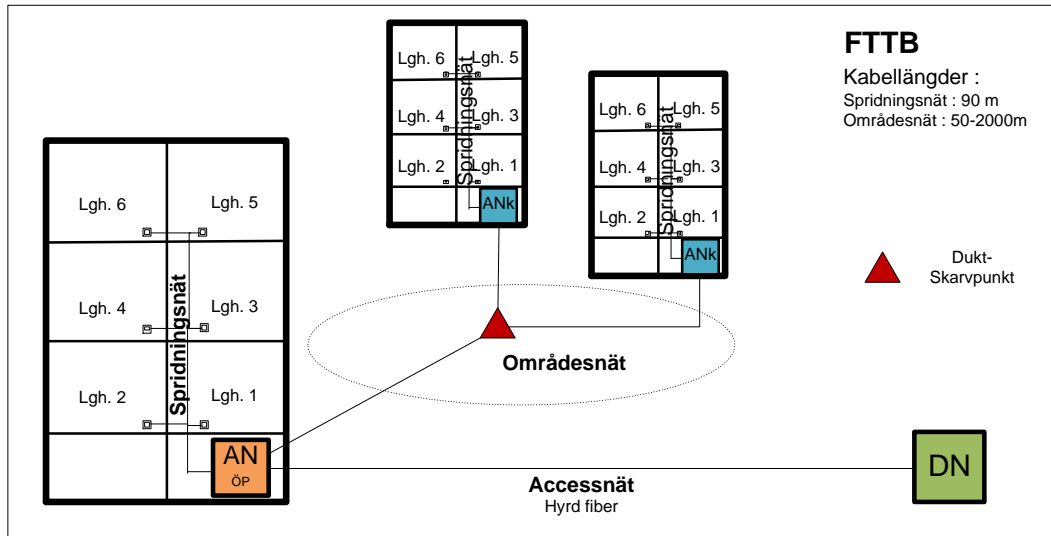 FTTB
Kabellängder :
Spridningsnät : 90 m
Områdesnät : 50-2000m
Dukt-
Skarvpunkt
Lgh. 6
Lgh. 5
Lgh. 4
Lgh. 3
Lgh. 2
Lgh. 1
Spridningsnät
ANk
Lgh. 6
Lgh. 5
Lgh. 4
Lgh. 3
Lgh. 2
Lgh. 1
Spridningsnät
ANk
Lgh. 6
Lgh. 5
Lgh. 4
Lgh. 3
Lgh. 2
Lgh. 1
Spridningsnät
AN
ÖP
Områdesnät
Accessnät
Hyrd fiber
DN